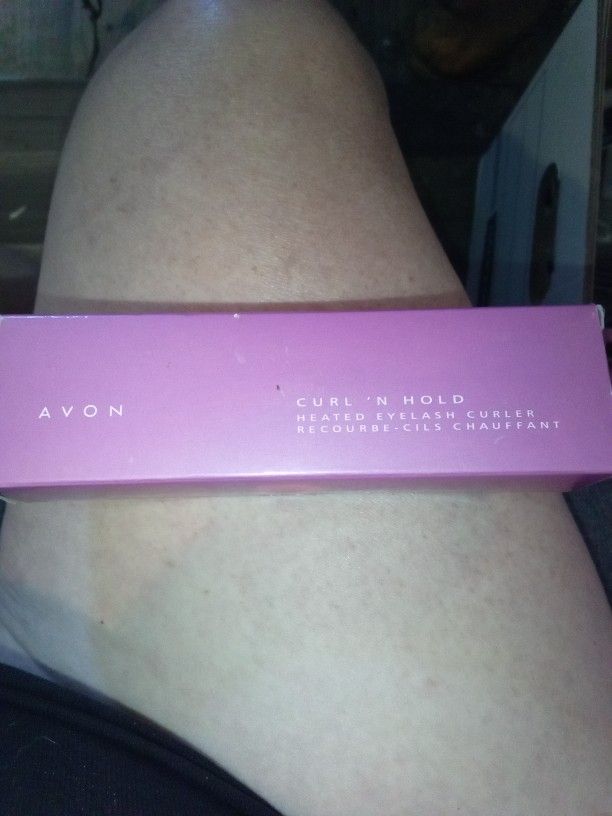 AVON
CURL 'N HOLD
HEATED EYELASH CURLER
RECOURBE-CILS CHAUFFANT